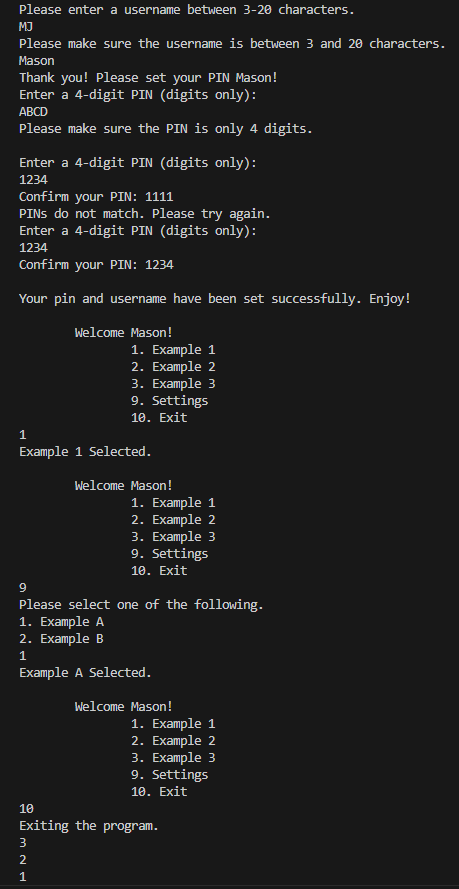 Please enter a username between 3-20 characters.
MJ
Please make sure the username is between 3 and 20 characters.
Mason
Thank you! Please set your PIN Mason!
Enter a 4-digit PIN (digits only):
ABCD
Please make sure the PIN is only 4 digits.

Enter a 4-digit PIN (digits only):
1234
Confirm your PIN: 1111
PINs do not match. Please try again.
Enter a 4-digit PIN (digits only):
1234
Confirm your PIN: 1234

Your pin and username have been set successfully. Enjoy!

Welcome Mason!
1. Example 1
2. Example 2
3. Example 3
9. Settings
10. Exit
1
Example 1 Selected.

Welcome Mason!
1. Example 1
2. Example 2
3. Example 3
9. Settings
10. Exit
9
Please select one of the following.
1. Example A
2. Example B
1
Example A Selected.

Welcome Mason!
1. Example 1
2. Example 2
3. Example 3
9. Settings
10. Exit
10
Exiting the program.
3
2
1